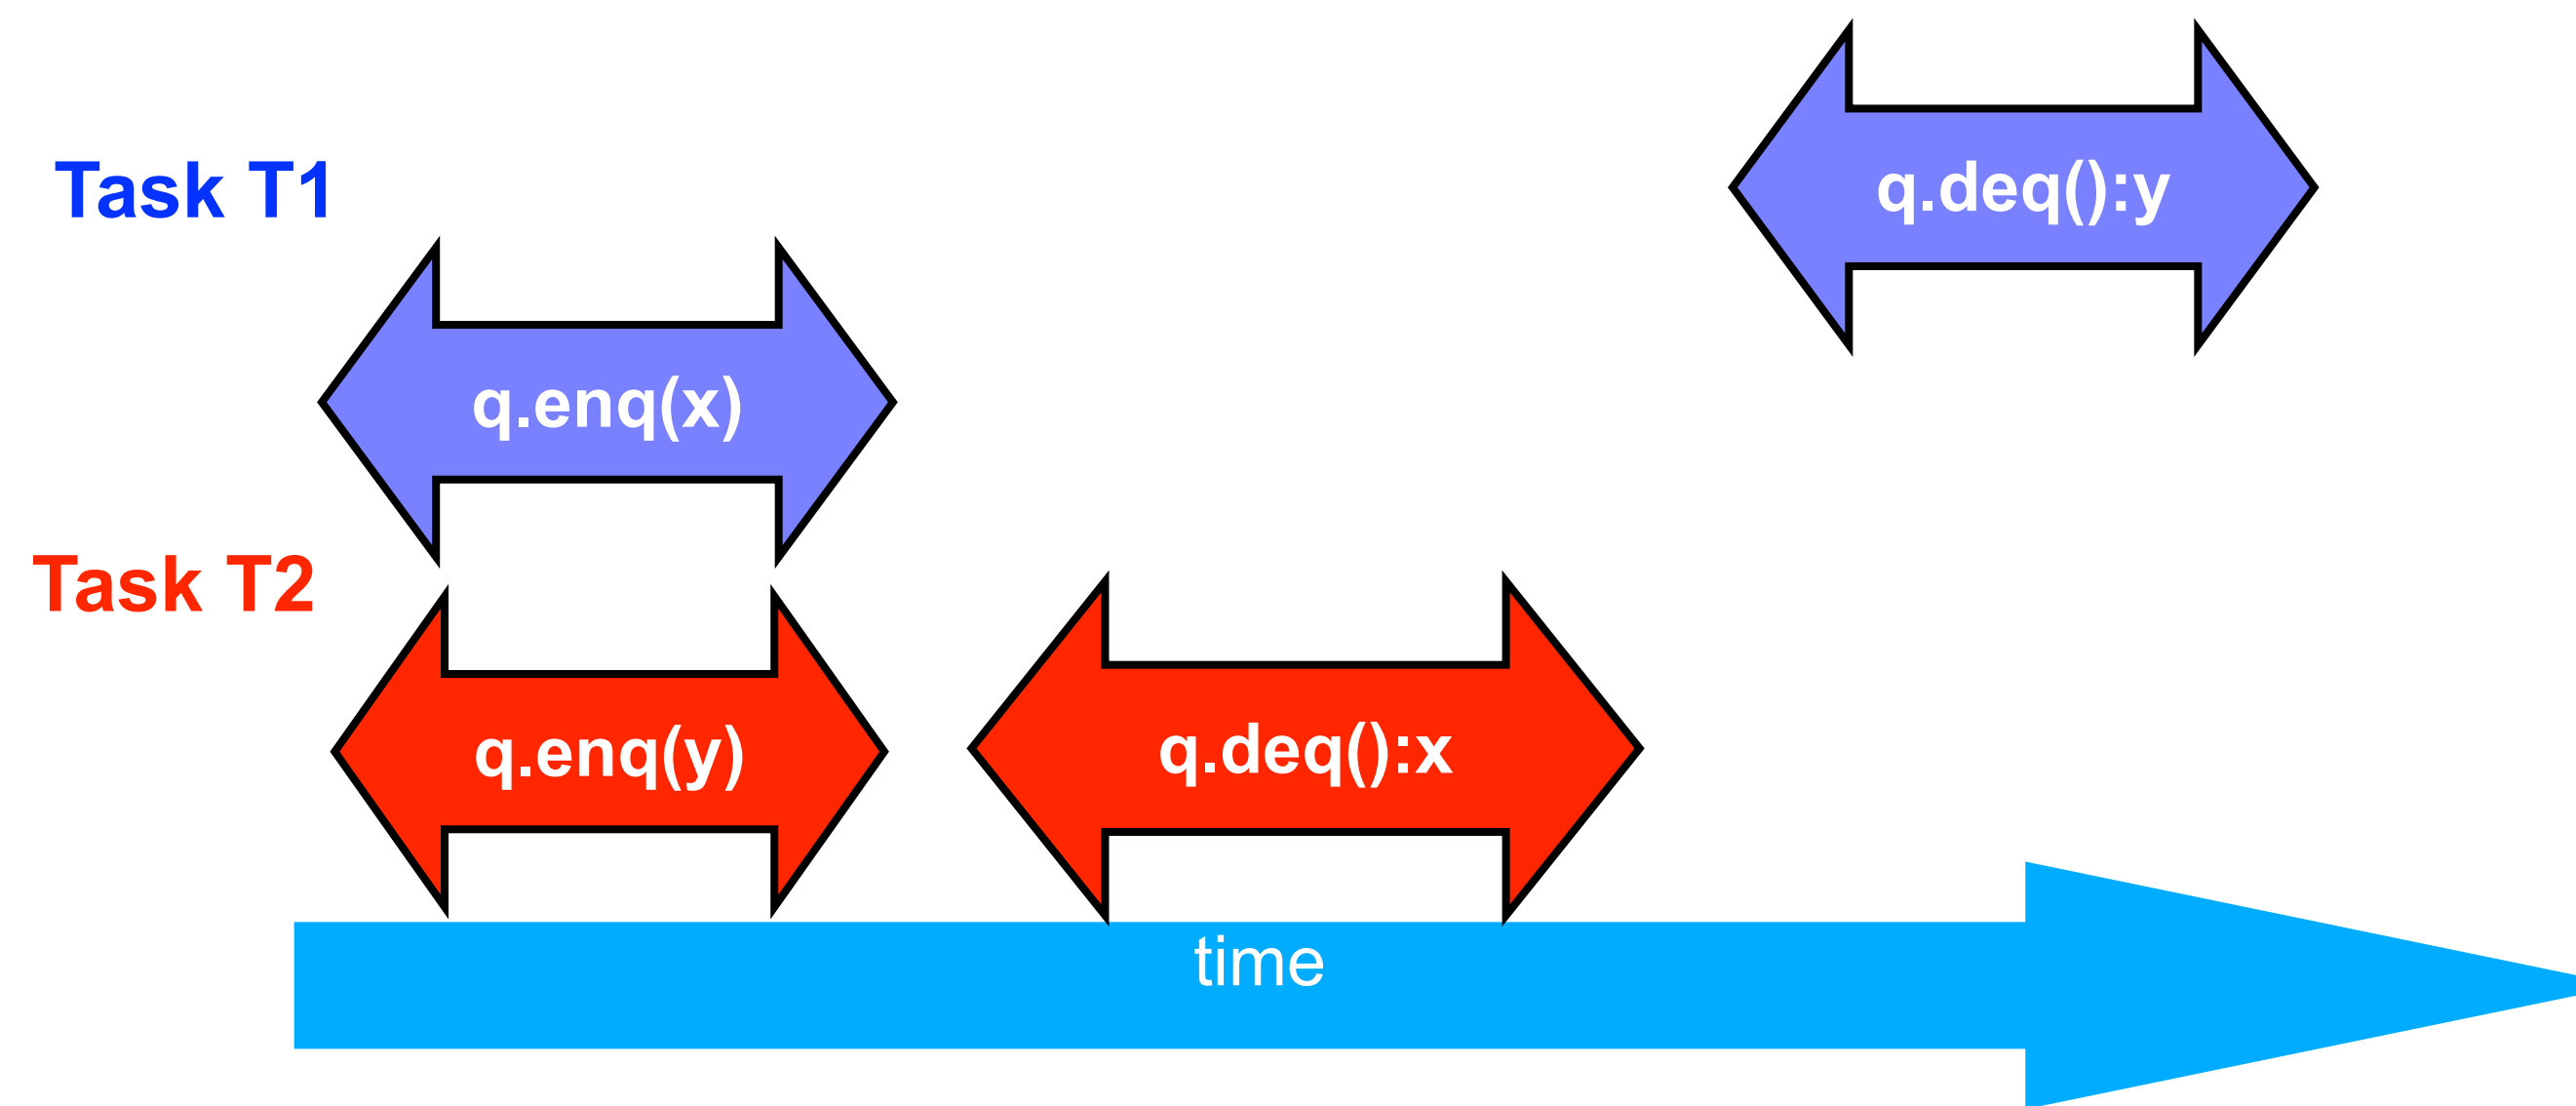 Task T1
q.deq():y
q.enq(x)
Task T2
q.enq(y)
q.deq():x
time